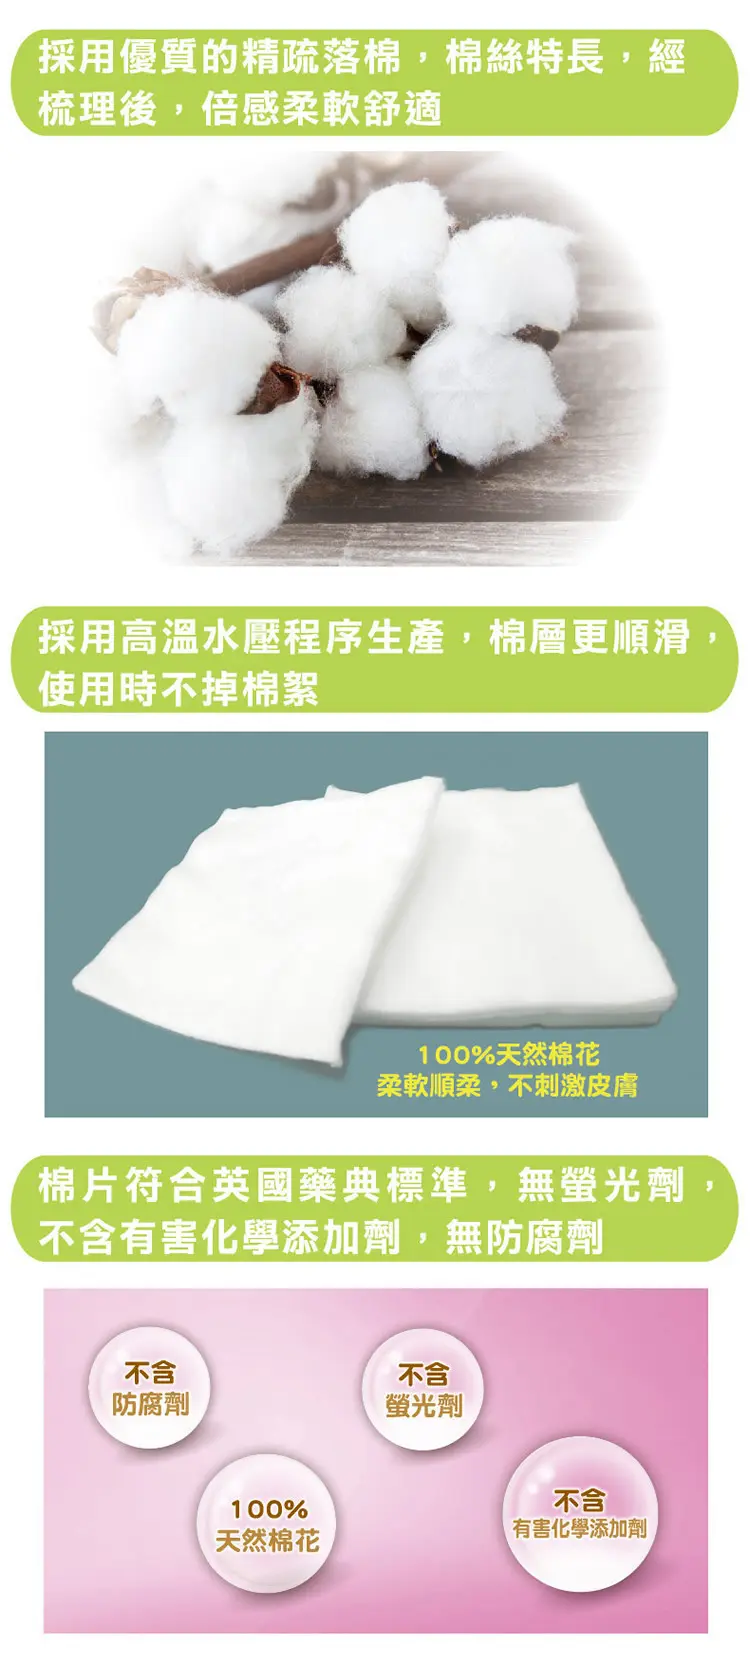 採用優質的精疏落棉，棉絲特長，經
梳理後，倍感柔軟舒適
採用高溫水壓程序生產，棉層更順滑，
使用時不掉棉絮
100%天然棉花
柔軟順柔，不刺激皮膚
棉片符合英國藥典標準，無螢光劑，
不含有害化學添加劑，無防腐劑
不含
防腐劑
不含
螢光劑
100%
天然棉花
不含
有害化學添加劑